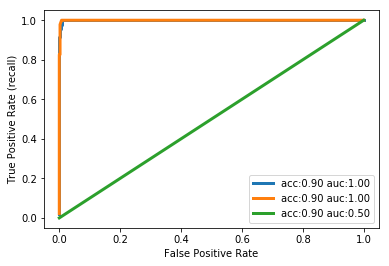 1.0
0.8
0.6
0.4
0.2
0.0
True Positive Rate (recall)
acc:0.90 auc:1.00
acc:0.90 auc:1.00
acc:0.90 auc:0.50
0.0 0.2 0.4 0.6 0.8 1.0
False Positive Rate